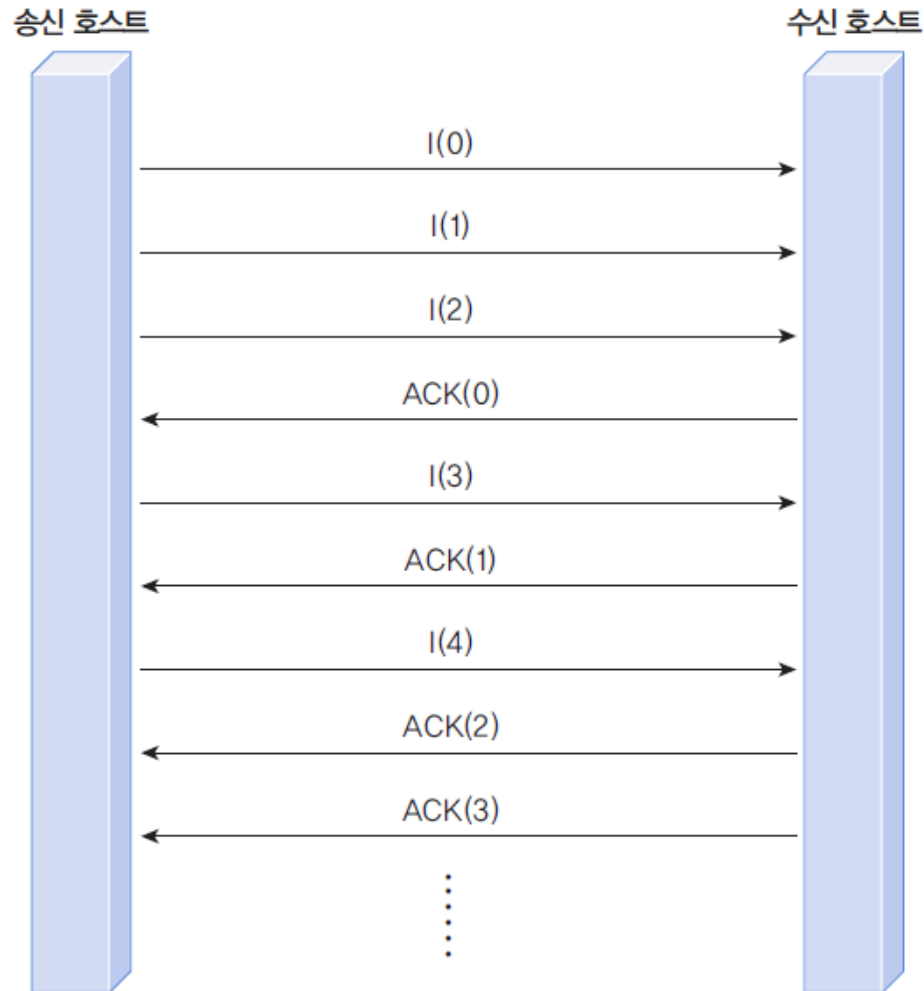 송신 호스트 수신 호스트
I(0)
I(1)
I(2)
ACK(0)
I(3)
ACK(1)
I(4)
ACK(2)
ACK(3)